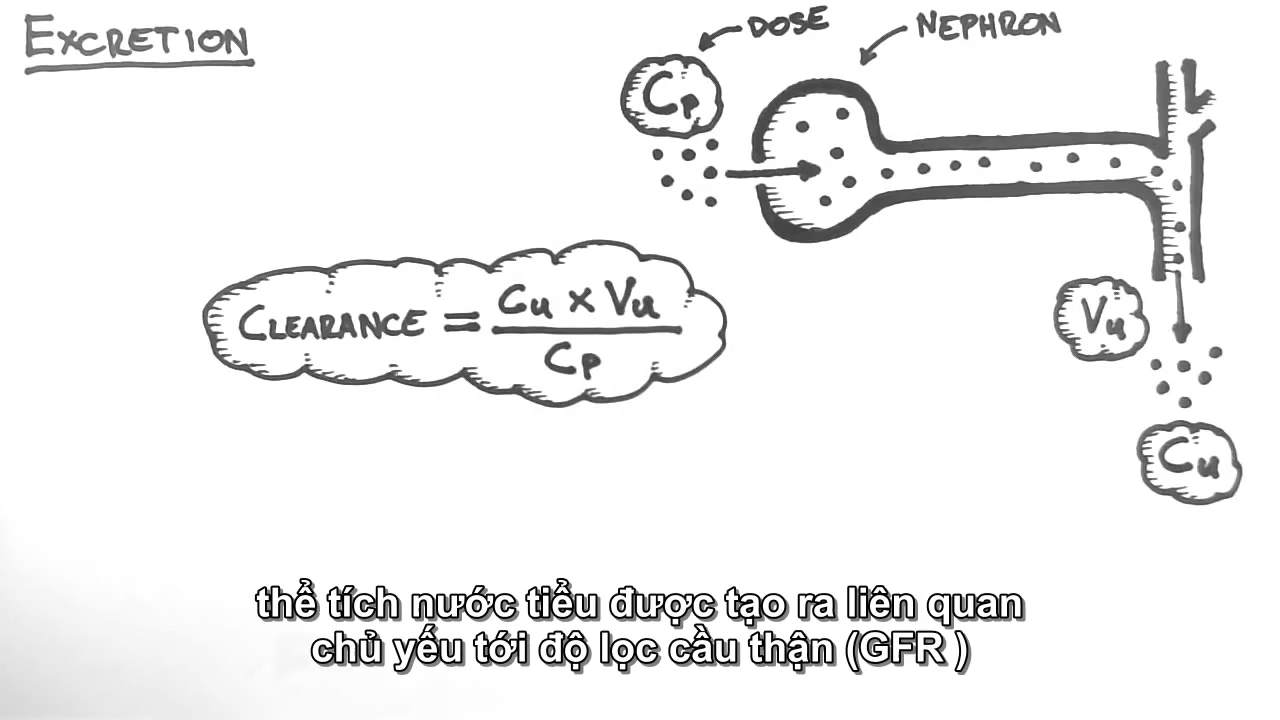 EXCRETION
DOSE
NEPHRON
Cp
CLEARANCE = Cu x Vu
Cp
Vu
Cu
thể tích nước tiểu được tạo ra liên quan
chủ yếu tới độ lọc cầu thận (GFR )